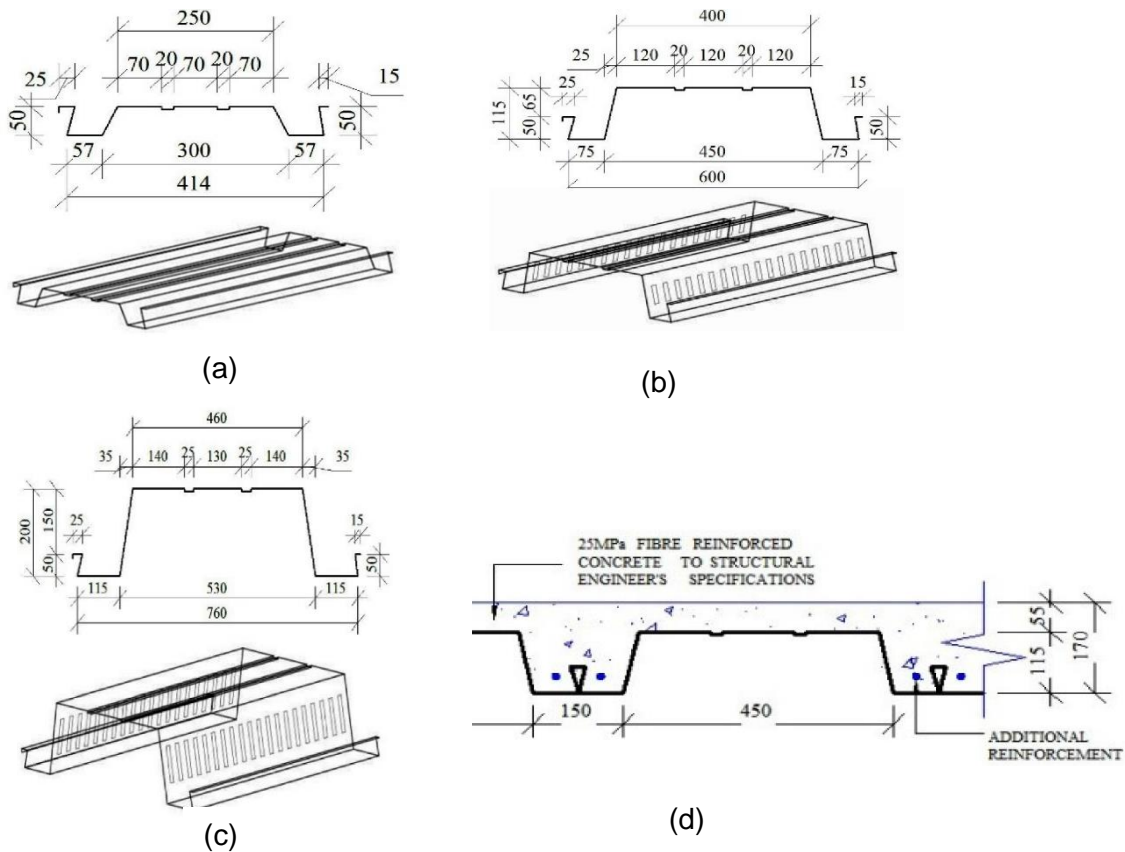 250
70 20 70 20 70
25
15
50
50
57 300 57
414
(a)
400
25 120 20 120 20 120
25
15
115
65
50
50
75 450 75
600
(b)
460
35 140 25 130 25 140 35
25
15
200
150
50
50
115 530 115
760
(c)
25MPa FIBRE REINFORCED
CONCRETE TO STRUCTURAL
ENGINEER'S SPECIFICATIONS
55
115
170
150 450
ADDITIONAL
REINFORCEMENT
(d)